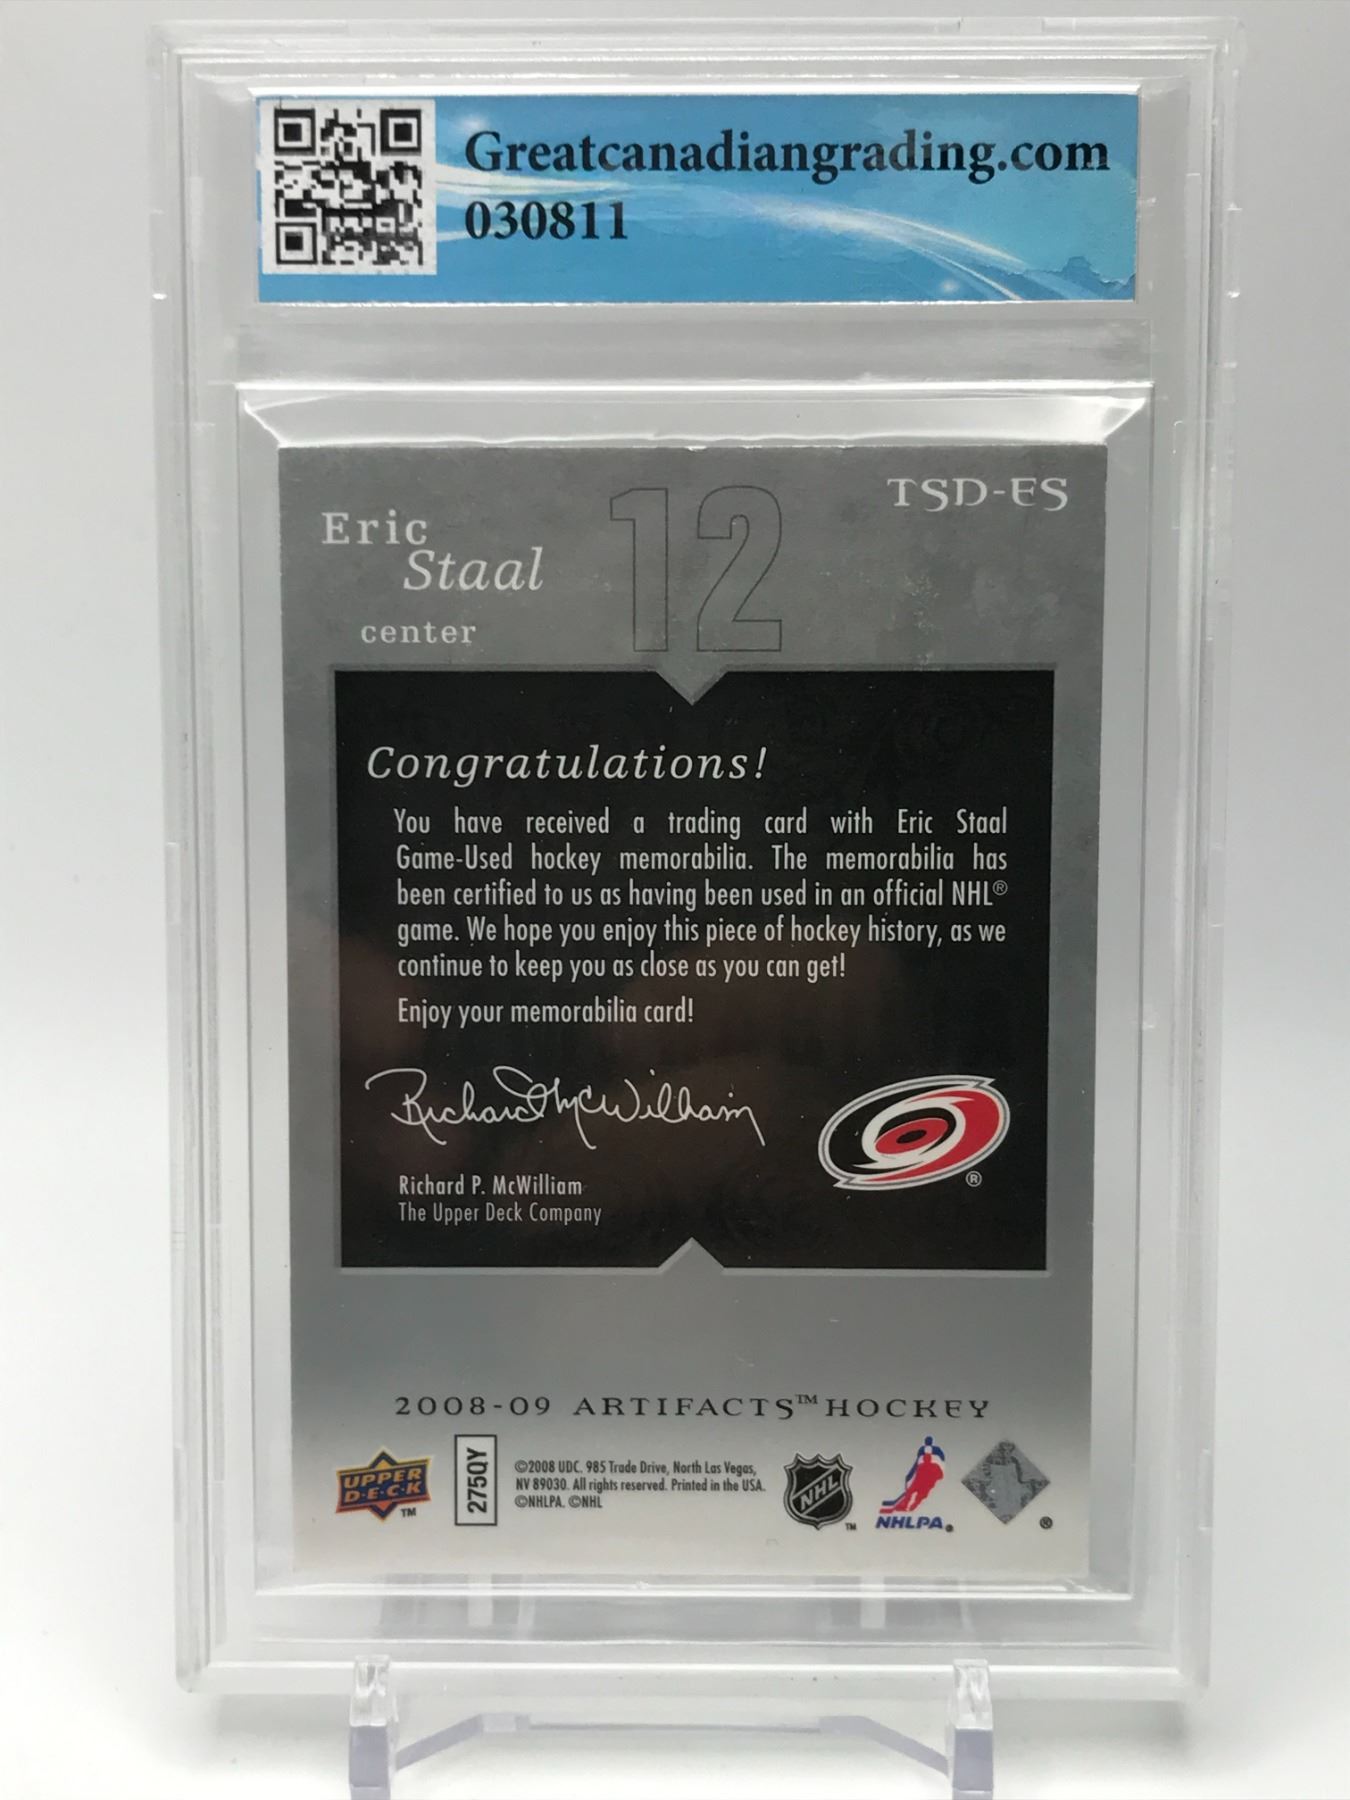 Greatcanadiangrading.com
030811
Eric
Staal
center
12
TSD-ES
Congratulations!
You have received a trading card with Eric Staal
Game-Used hockey memorabilia. The memorabilia has
been certified to us as having been used in an official NHL®
game. We hope you enjoy this piece of hockey history, as we
continue to keep you as close as you can get!
Enjoy your memorabilia card!
Richard McWilliam
Richard P. McWilliam
The Upper Deck Company
®
2008-09 ARTIFACTS™ HOCKEY
UPPER
D·E·C·K
TM
275QY
©2008 UDC. 985 Trade Drive, North Las Vegas,
NV 89030. All rights reserved. Printed in the USA.
©NHLPA. ©NHL
NHL
TM
NHLPA®
®